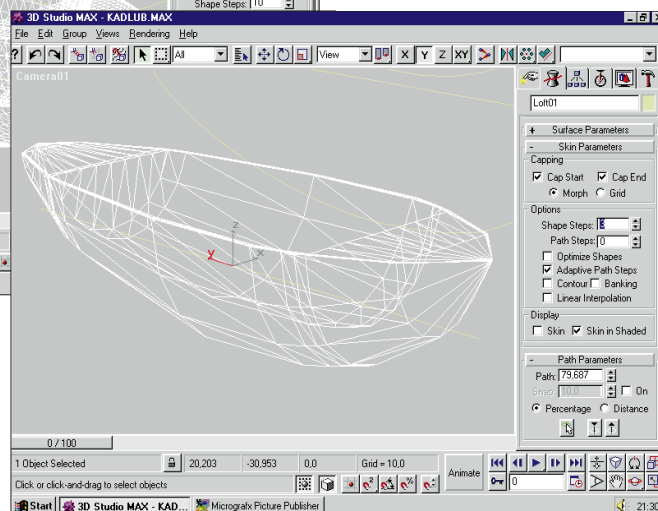 Shape Steps: 10
3D Studio MAX - KADLUB.MAX
File Edit Group Views Rendering Help
? All View X Y Z XY
Camera01
z
y x
Loft01
+ Surface Parameters
- Skin Parameters
Capping
Cap Start Cap End
Morph Grid
Options
Shape Steps:
Path Steps: 0
Optimize Shapes
Adaptive Path Steps
Contour Banking
Linear Interpolation
Display
Skin Skin in Shaded
- Path Parameters
Path: 79,687
Snap: 10,0 On
Percentage Distance
0 / 100
1 Object Selected 20,203 -30,953 0,0 Grid = 10,0
Animate
Click or click-and-drag to select objects
0
Start 3D Studio MAX - KAD... Micrografx Picture Publisher 21:30